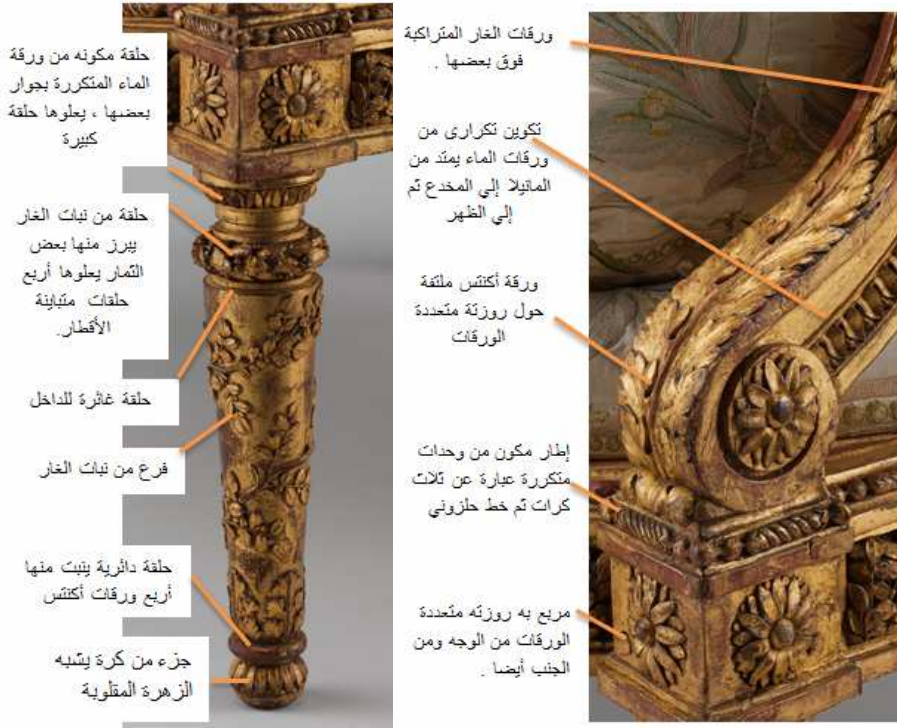 ورقات الغار المتراكبة
فوق بعضها .
تكوين تكرارى من
ورقات الماء يمتد من
المانيلا إلي المخدع ثم
إلي الظهر
ورقة أكنتس ملتفة
حول روزتة متعددة
الورقات
إطار مكون من وحدات
متكررة عبارة عن ثلاث
كرات ثم خط حلزوني
مربع به روزته متعددة
الورقات من الوجه ومن
الجنب أيضا .
حلقة مكونه من ورقة
الماء المتكررة بجوار
بعضها ، يعلوها حلقة
كبيرة
حلقة من نبات الغار
يبرز منها بعض
الثمار يعلوها أربع
حلقات متباينة
الأقطار.
حلقة غائرة للداخل
فرع من نبات الغار
حلقة دائرية ينبت منها
أربع ورقات أكنتس
جزء من كرة يشبه
الزهرة المقلوبة